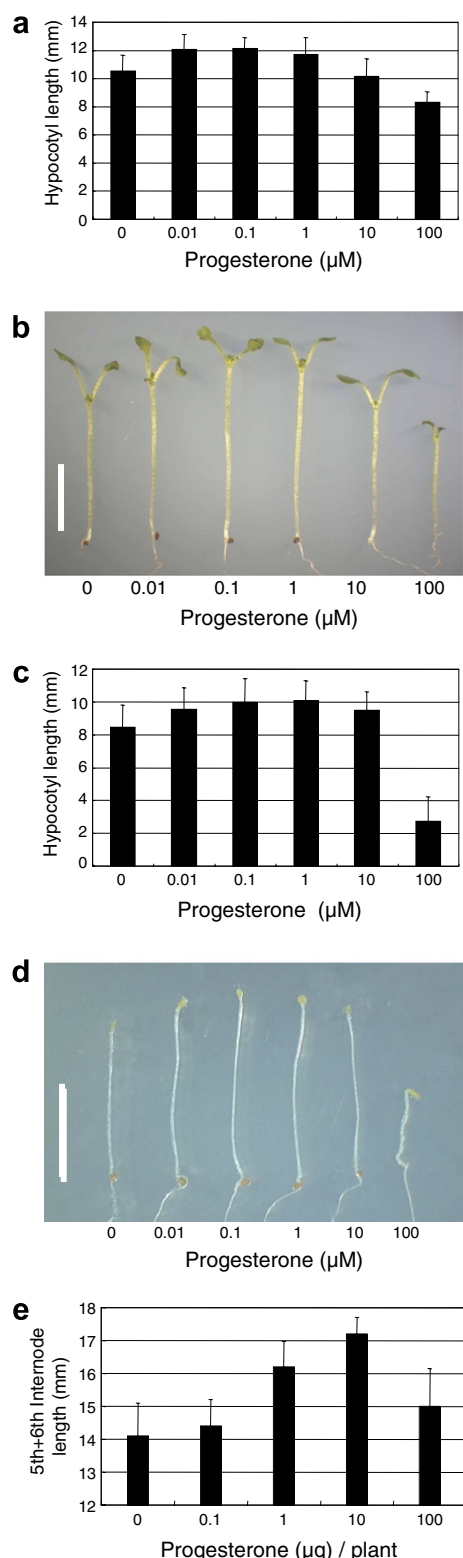 a
Hypocotyl length (mm)
14
12
10
8
6
4
2
0
0 0.01 0.1 1 10 100
Progesterone (µM)
b
0 0.01 0.1 1 10 100
Progesterone (µM)
c
Hypocotyl length (mm)
12
10
8
6
4
2
0
0 0.01 0.1 1 10 100
Progesterone (µM)
d
0 0.01 0.1 1 10 100
Progesterone (µM)
e
5th+6th Internode
length (mm)
18
17
16
15
14
13
12
0 0.1 1 10 100
Progesterone (µg) / plant